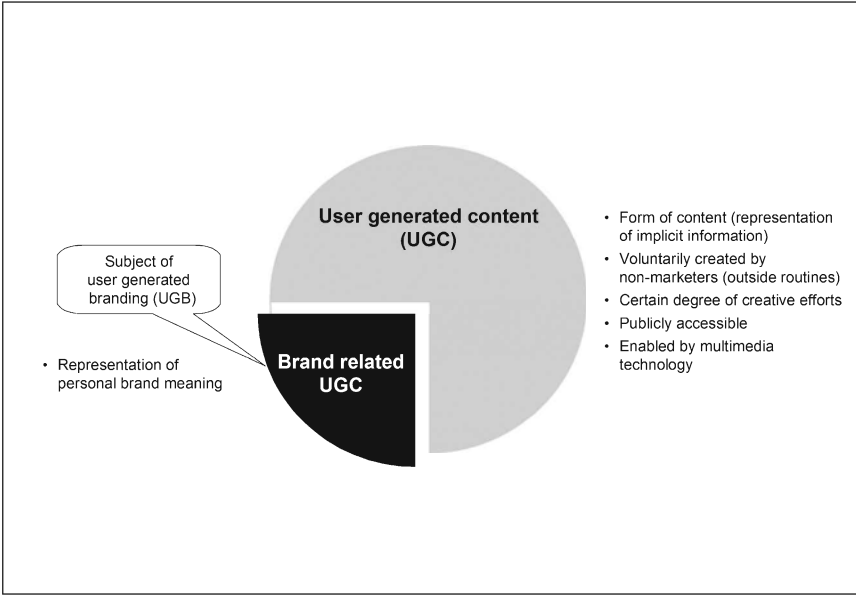 User generated content
(UGC)
Subject of
user generated
branding (UGB)
Brand related
UGC
• Representation of
personal brand meaning
• Form of content (representation
of implicit information)
• Voluntarily created by
non-marketers (outside routines)
• Certain degree of creative efforts
• Publicly accessible
• Enabled by multimedia
technology